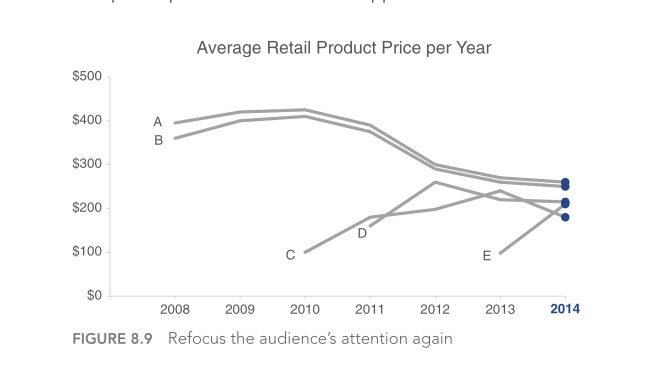 Average Retail Product Price per Year
$500
$400
$300
$200
$100
$0
A
B
C
D
E
2008 2009 2010 2011 2012 2013 2014
FIGURE 8.9 Refocus the audience's attention again